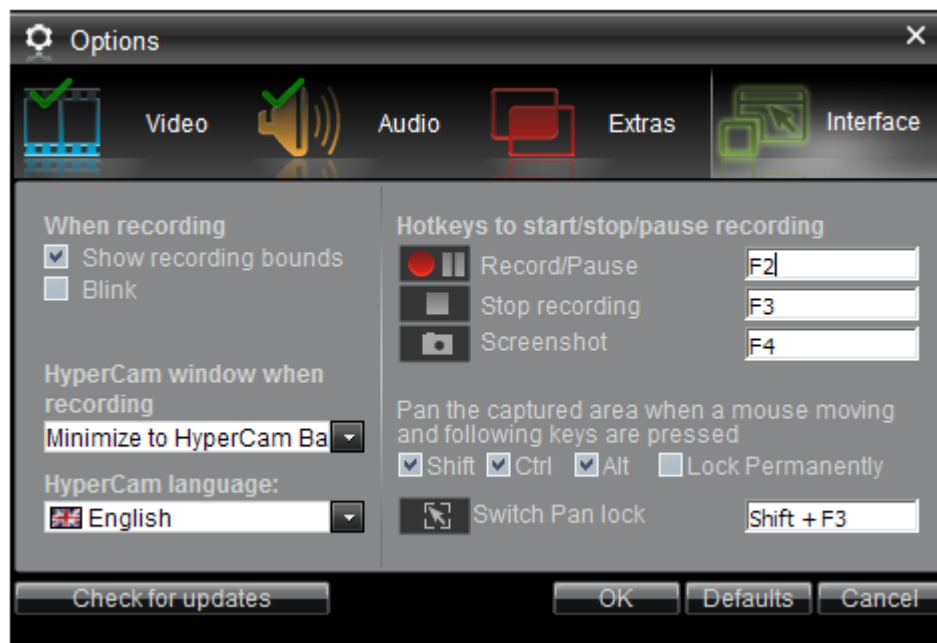 Options
Video
Audio
Extras
Interface
When recording
Show recording bounds
Blink
HyperCam window when
recording
Minimize to HyperCam Ba
HyperCam language:
English
Hotkeys to start/stop/pause recording
Record/Pause F2
Stop recording F3
Screenshot F4
Pan the captured area when a mouse moving
and following keys are pressed
Shift Ctrl Alt Lock Permanently
Switch Pan lock Shift + F3
Check for updates OK Defaults Cancel